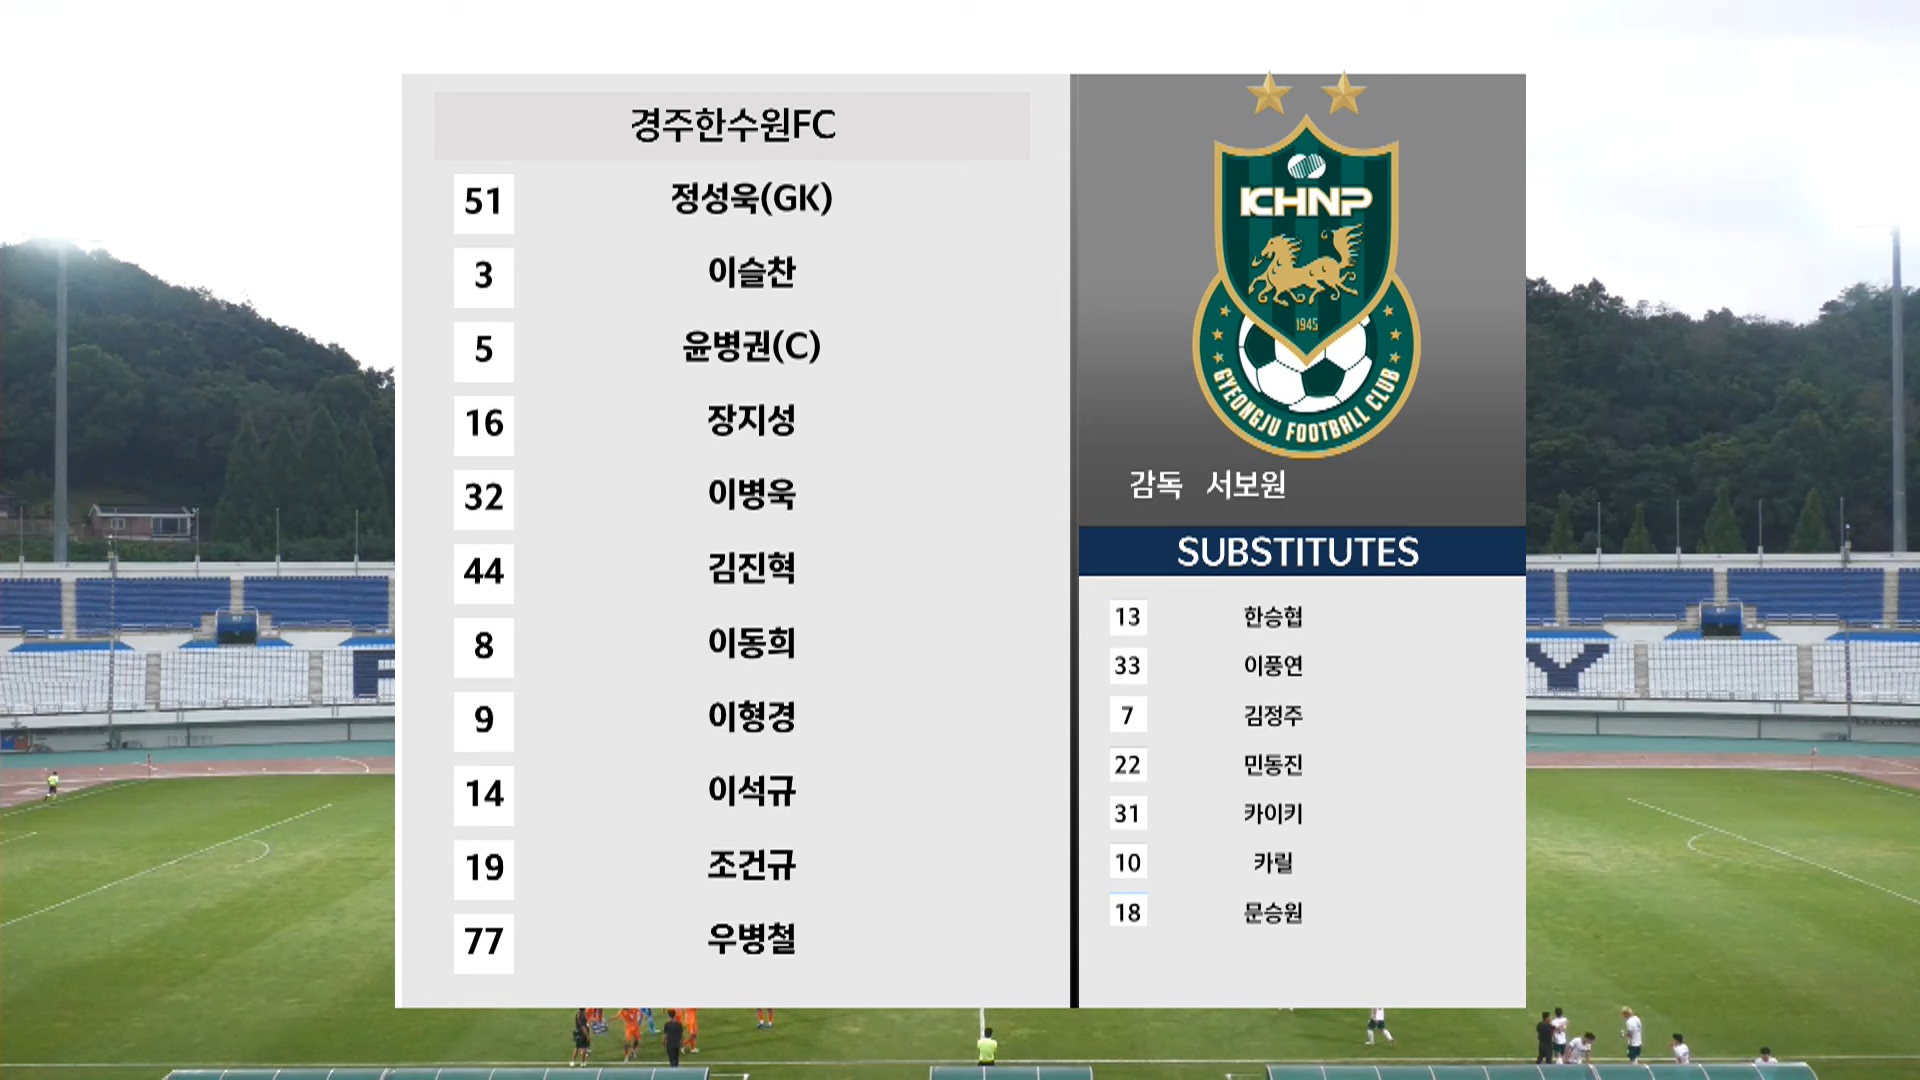 경주한수원FC
51 정성욱(GK)
3 이슬찬
5 윤병권(C)
16 장지성
32 이병욱
44 김진혁
8 이동희
9 이형경
14 이석규
19 조건규
77 우병철
KHNP
1945
GYEONGJU FOOTBALL CLUB
감독 서보원
SUBSTITUTES
13 한승협
33 이풍연
7 김정주
22 민동진
31 카이키
10 카릴
18 문승원
Y